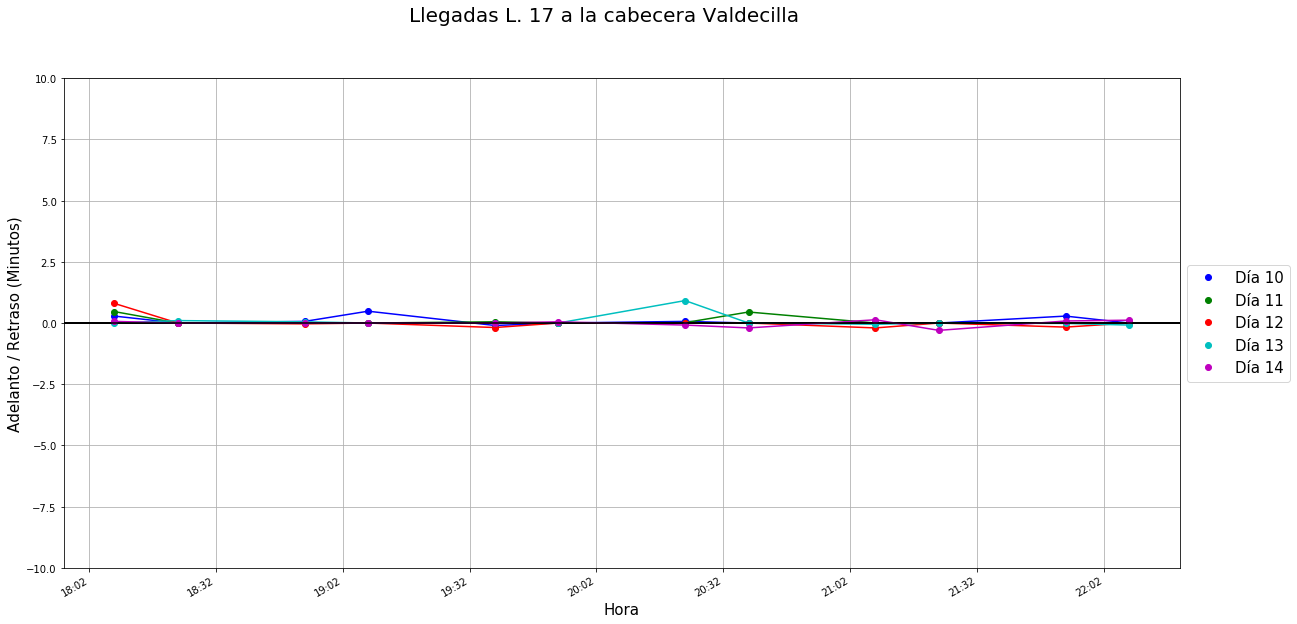 Llegadas L. 17 a la cabecera Valdecilla
10.0
7.5
5.0
2.5
0.0
−2.5
−5.0
−7.5
−10.0
Adelanto / Retraso (Minutos)
18:02
18:32
19:02
19:32
20:02
20:32
21:02
21:32
22:02
Hora
Día 10
Día 11
Día 12
Día 13
Día 14